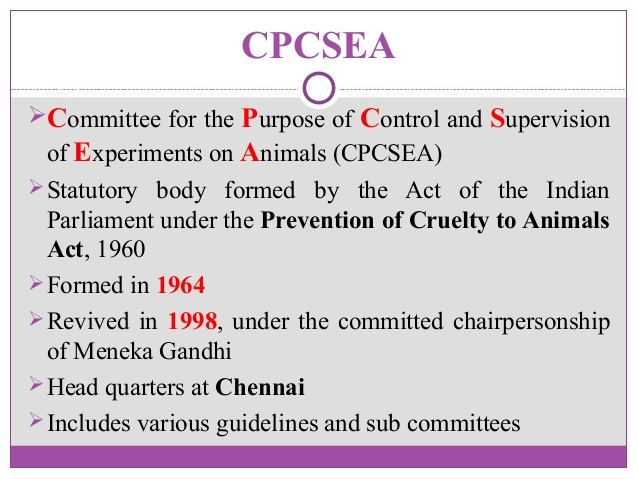 CPCSEA
➢Committee for the Purpose of Control and Supervision
of Experiments on Animals (CPCSEA)
➢Statutory body formed by the Act of the Indian
Parliament under the Prevention of Cruelty to Animals
Act, 1960
➢Formed in 1964
➢Revived in 1998, under the committed chairpersonship
of Meneka Gandhi
➢Head quarters at Chennai
➢Includes various guidelines and sub committees